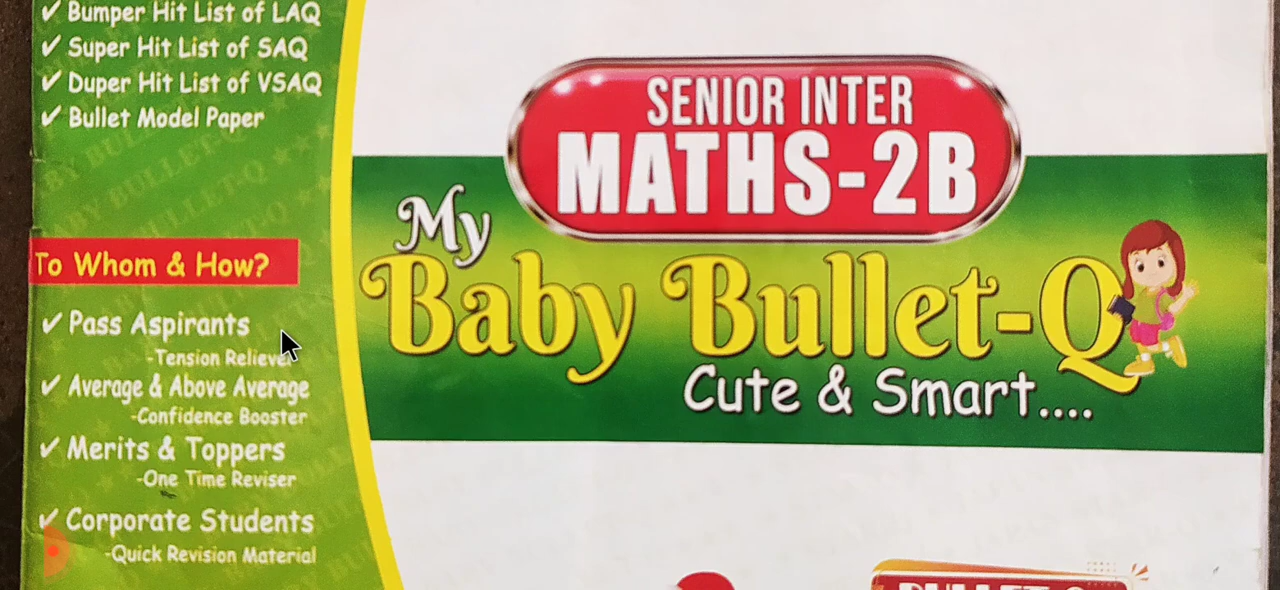 ✓ Bumper Hit List of LAQ
✓ Super Hit List of SAQ
✓ Duper Hit List of VSAQ
✓ Bullet Model Paper
To Whom & How?
✓ Pass Aspirants
-Tension Reliever
✓ Average & Above Average
-Confidence Booster
✓ Merits & Toppers
-One Time Reviser
✓ Corporate Students
-Quick Revision Material
SENIOR INTER
MATHS-2B
My
Baby Bullet-Q
Cute & Smart....
BULLET-Q